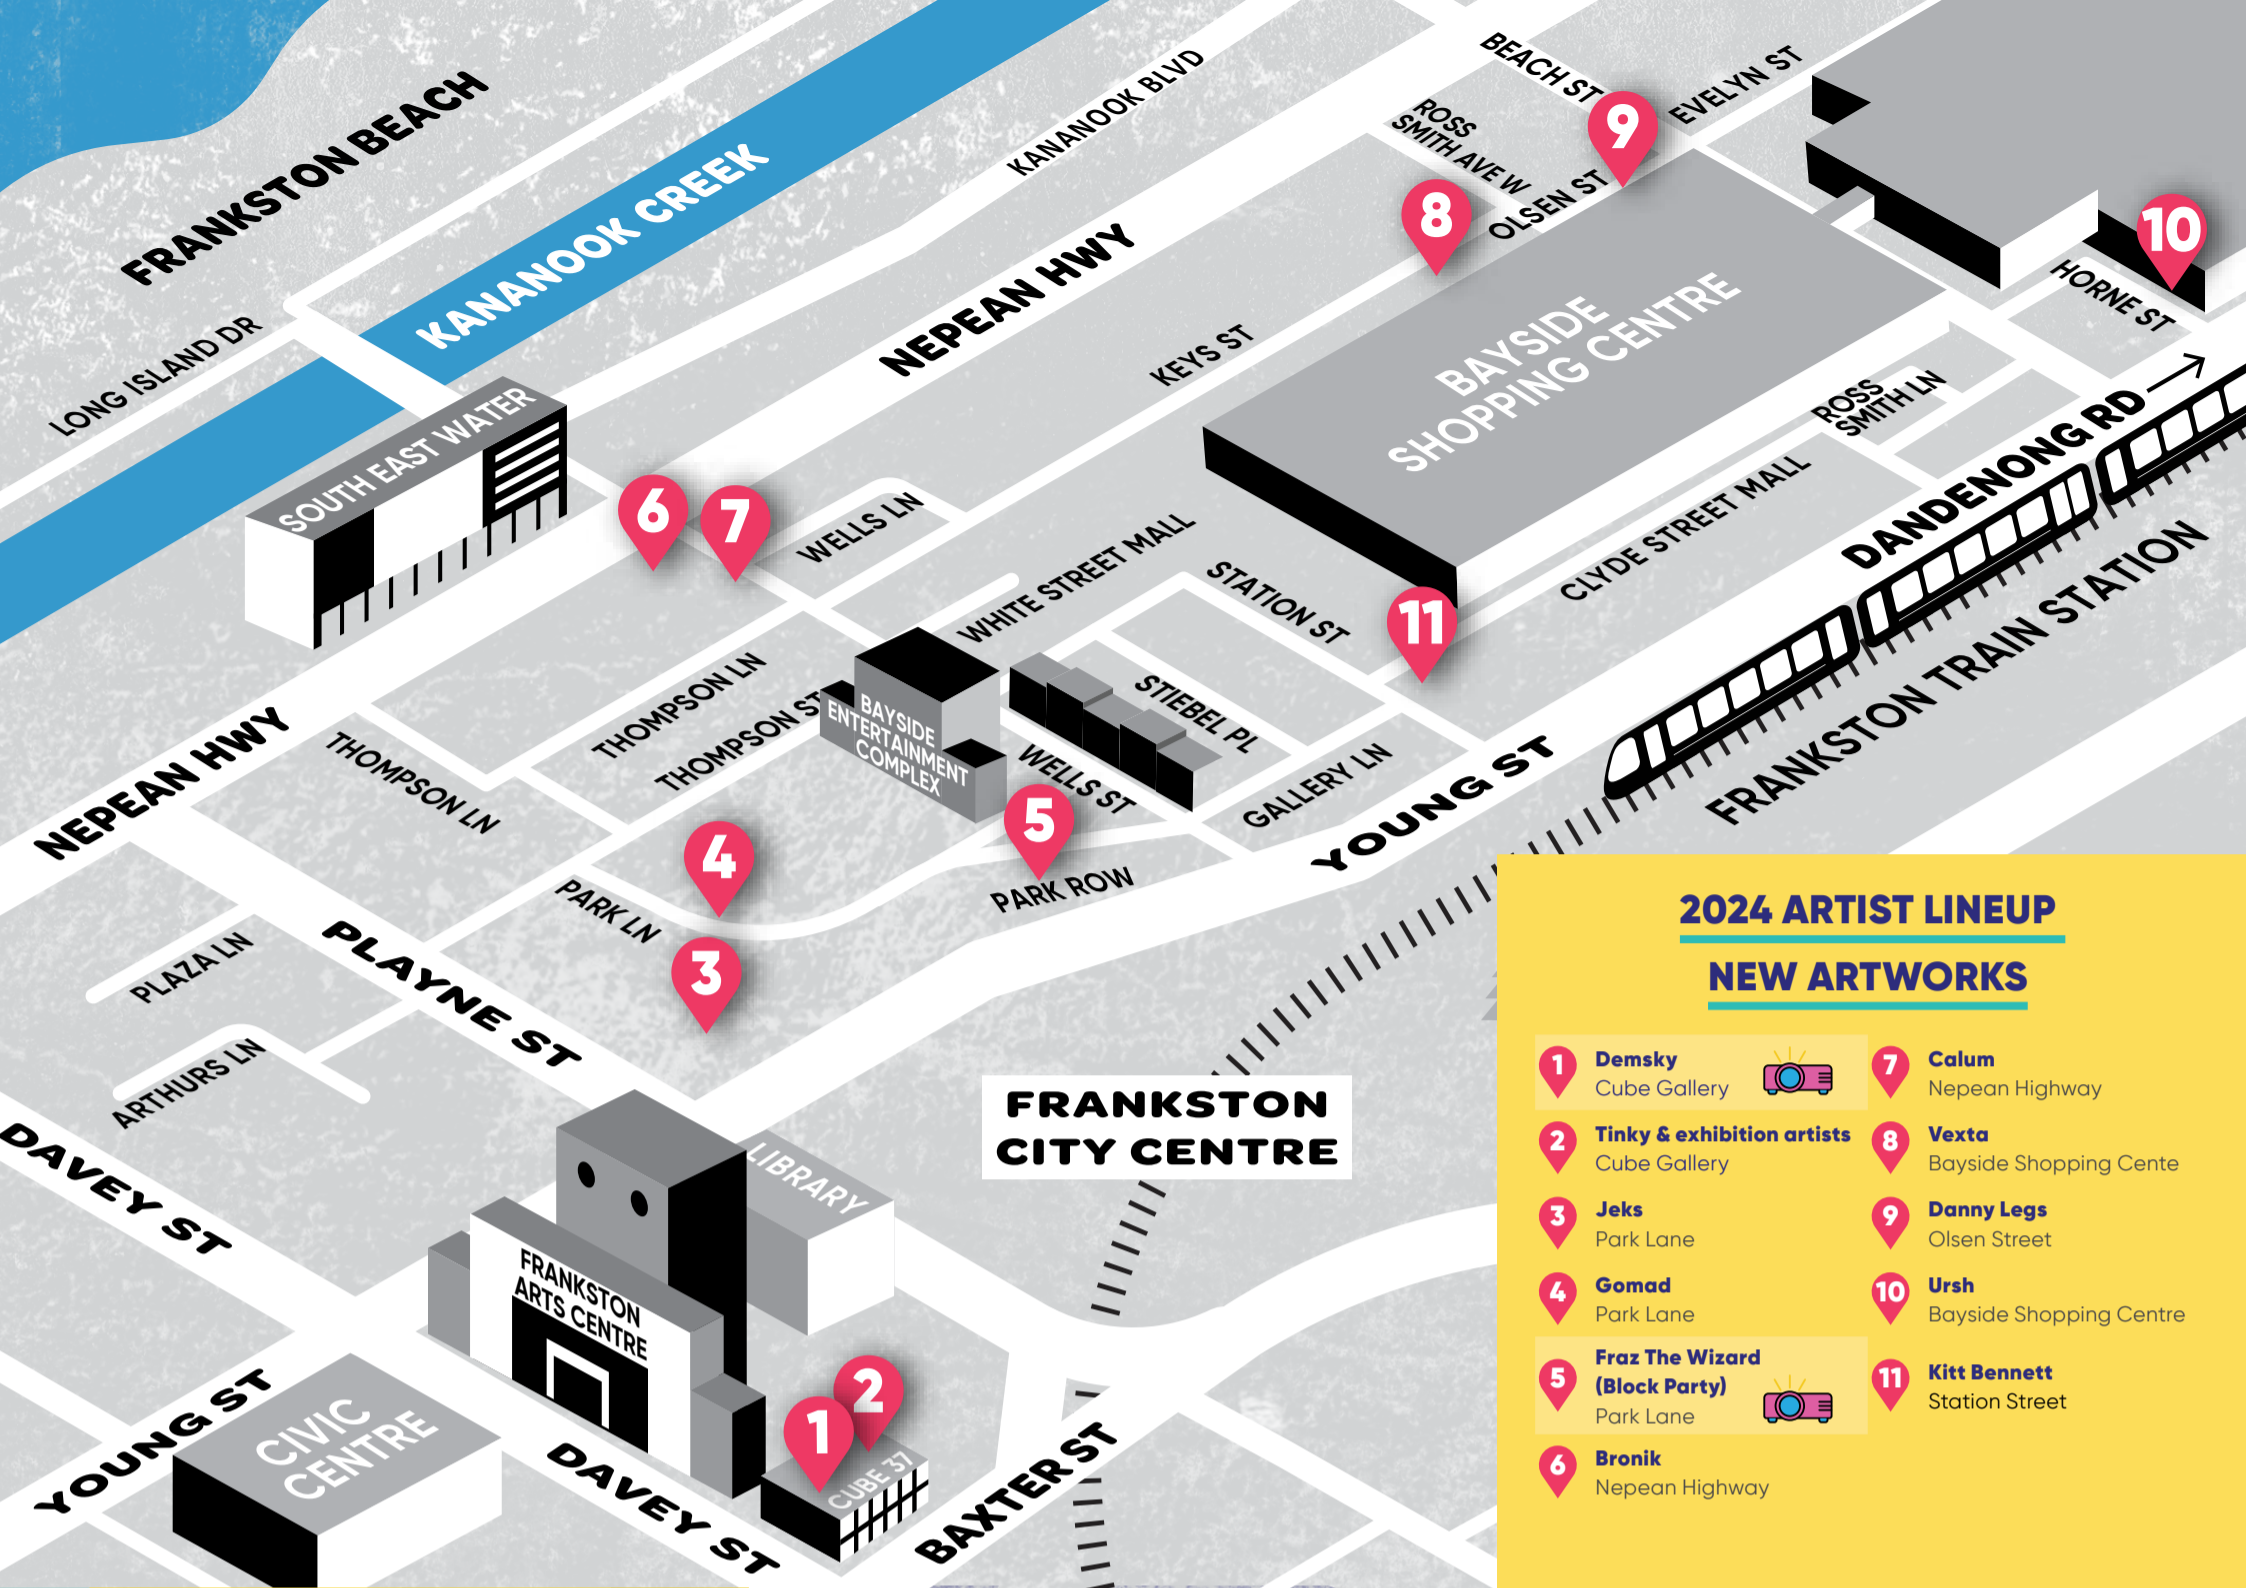 BEACH ST
EVELYN ST
9
ROSS
SMITH AVE W
OLSEN ST
8
10
HORNE ST
KANANOOK BLVD
FRANKSTON BEACH
KANANOOK CREEK
NEPEAN HWY
LONG ISLAND DR
KEYS ST
BAYSIDE
SHOPPING CENTRE
ROSS
SMITH LN
DANDENONG RD
SOUTH EAST WATER
6
7
WELLS LN
WHITE STREET MALL
STATION ST
CLYDE STREET MALL
11
FRANKSTON TRAIN STATION
THOMPSON LN
THOMPSON ST
BAYSIDE
ENTERTAINMENT
COMPLEX
STIEBEL PL
WELLS ST
GALLERY LN
YOUNG ST
NEPEAN HWY
THOMPSON LN
4
5
PARK ROW
PARK LN
3
PLAZA LN
PLAYNE ST
ARTHURS LN
FRANKSTON
CITY CENTRE
DAVEY ST
LIBRARY
FRANKSTON
ARTS CENTRE
YOUNG ST
CIVIC
CENTRE
1
2
CUBE 37
DAVEY ST
BAXTER ST
2024 ARTIST LINEUP
NEW ARTWORKS
1 Demsky
Cube Gallery
2 Tinky & exhibition artists
Cube Gallery
3 Jeks
Park Lane
4 Gomad
Park Lane
5 Fraz The Wizard
(Block Party)
Park Lane
6 Bronik
Nepean Highway
7 Calum
Nepean Highway
8 Vexta
Bayside Shopping Cente
9 Danny Legs
Olsen Street
10 Ursh
Bayside Shopping Centre
11 Kitt Bennett
Station Street